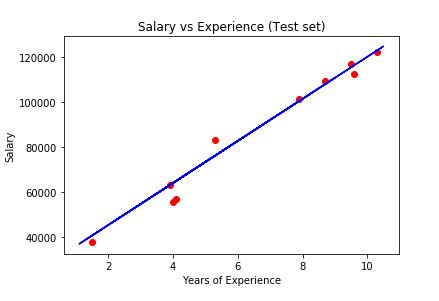 Salary vs Experience (Test set)
120000
100000
80000
60000
40000
Salary
2 4 6 8 10
Years of Experience